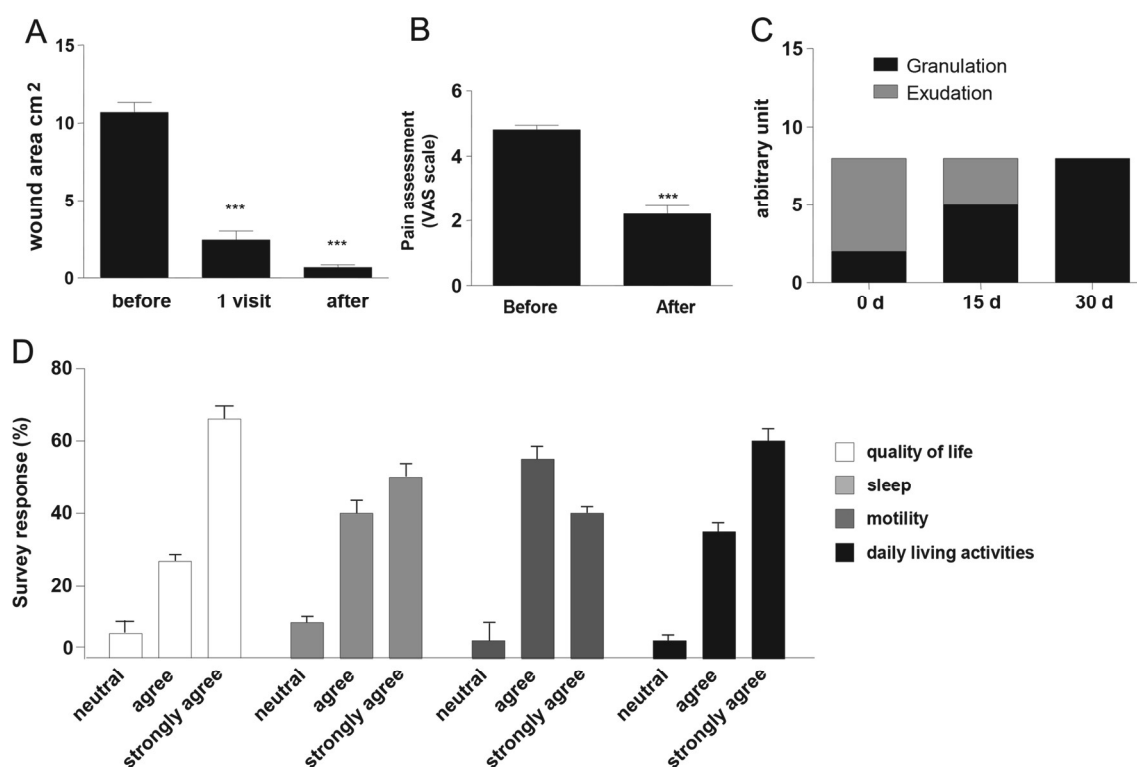 A
wound area cm 2
15
10
5
0
***
***
before 1 visit after
B
Pain assessment
(VAS scale)
6
4
2
0
***
Before After
C
arbitrary unit
15
10
5
0
Granulation
Exudation
0 d 15 d 30 d
D
Survey response (%)
80
60
40
20
0
neutral agree strongly agree
neutral agree strongly agree
neutral agree strongly agree
neutral agree strongly agree
quality of life
sleep
motility
daily living activities